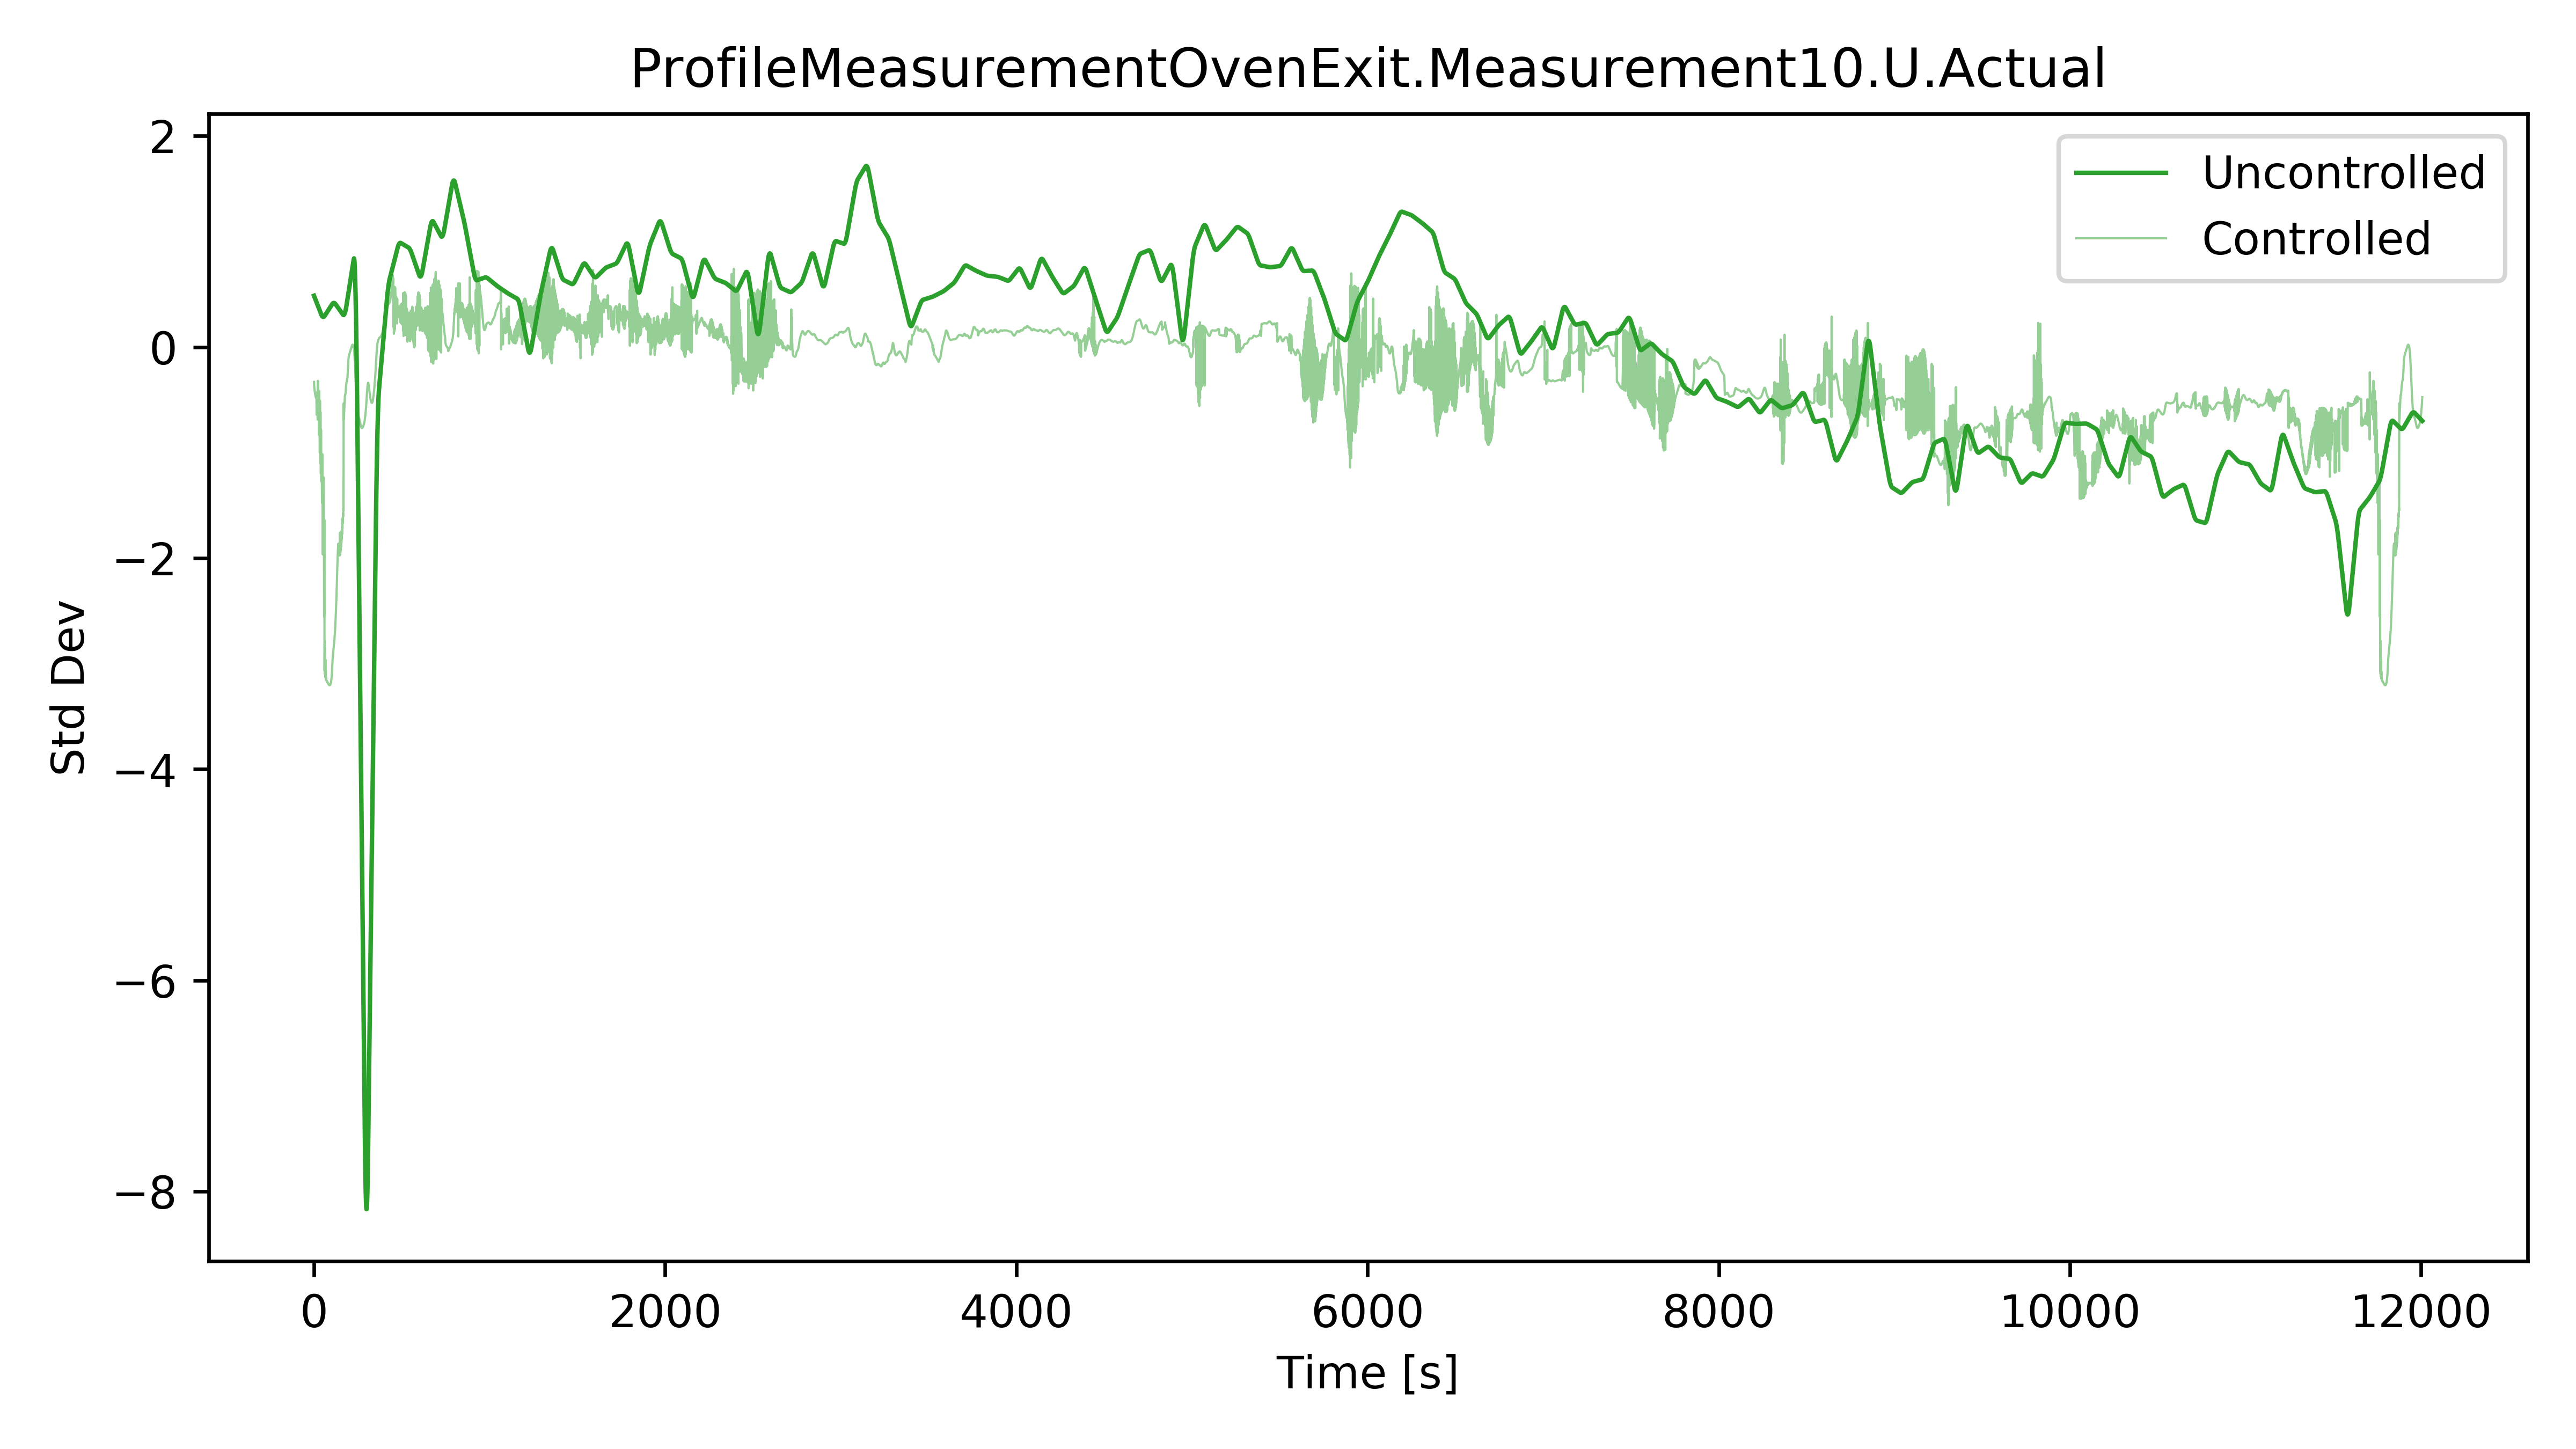 ProfileMeasurementOvenExit.Measurement10.U.Actual
Uncontrolled
Controlled
Std Dev
2
0
−2
−4
−6
−8
0 2000 4000 6000 8000 10000 12000
Time [s]